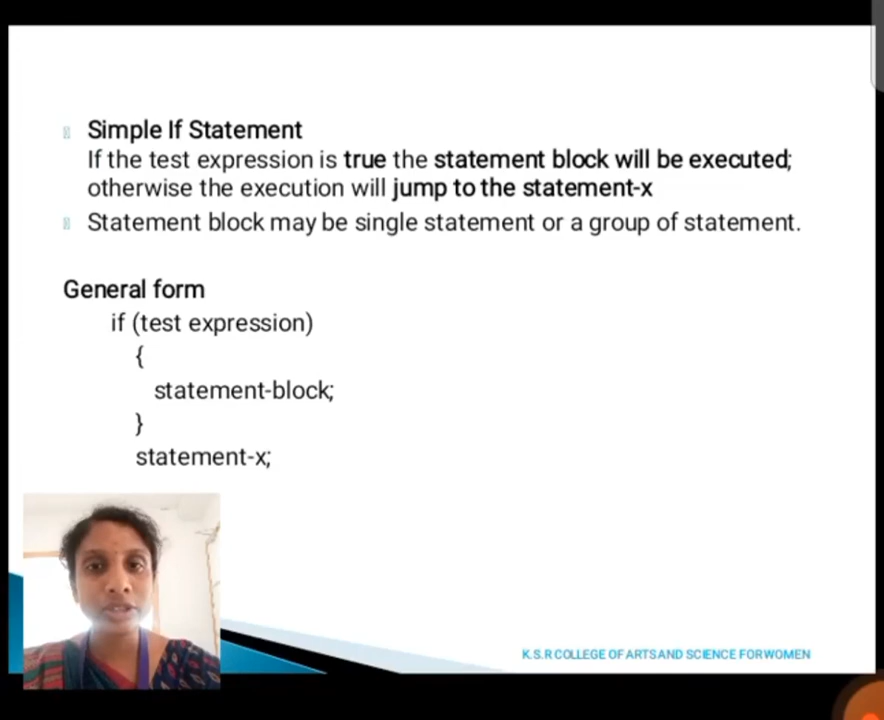 Simple If Statement
If the test expression is true the statement block will be executed;
otherwise the execution will jump to the statement-x
Statement block may be single statement or a group of statement.
General form
if (test expression)
{
statement-block;
}
statement-x;
K.S.R COLLEGE OF ARTS AND SCIENCE FOR WOMEN